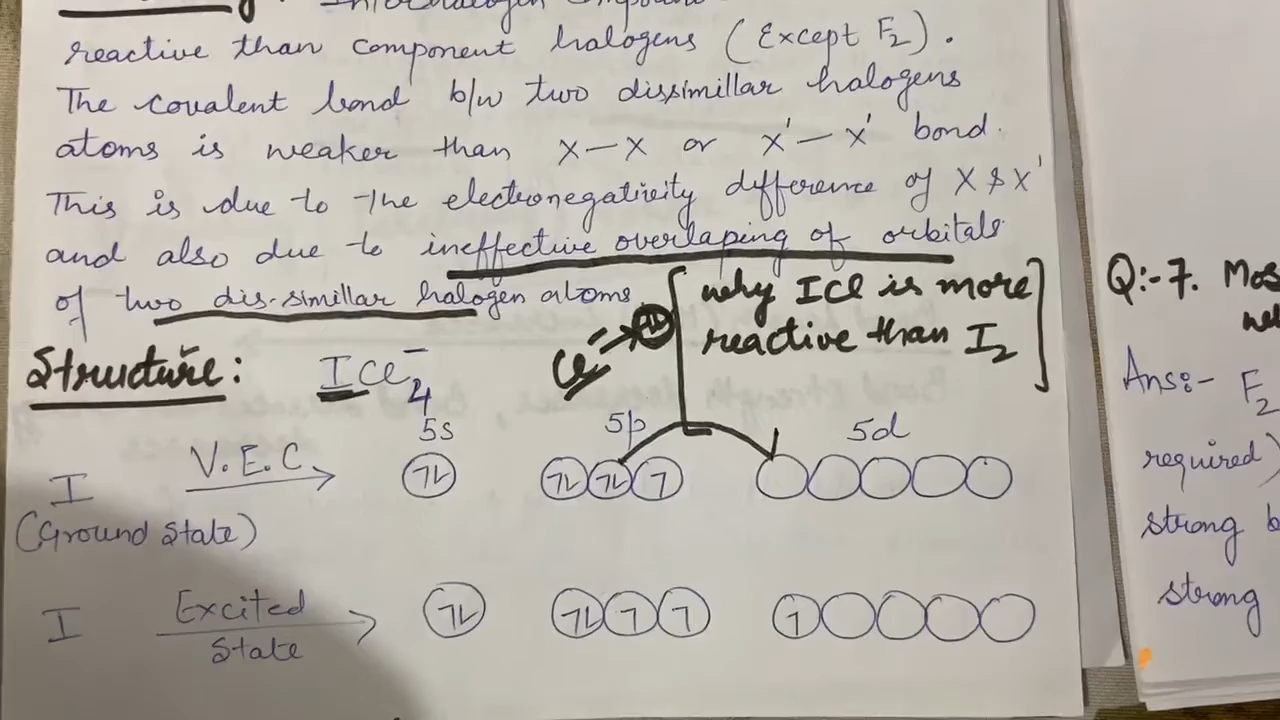 reactive than component halogens (Except F₂).
The covalent bond b/w two dissimillar halogens
atoms is weaker than X–X or X'–X' bond.
This is due to the electronegativity difference of X & X'
and also due to ineffective overlaping of orbitals
of two dis-similar halogen atoms.
[why ICl is more
reactive than I₂]
Structure: ICl₄⁻
Cl
5s 5p 5d
I V.E.C.
(Ground State)
I Excited
State
Q:-7. Mos
Ans:- F₂
required)
strong b
strong